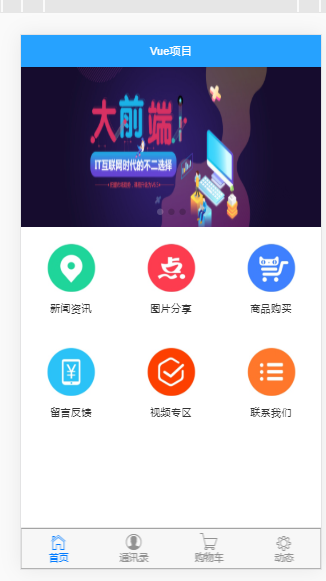 Vue项目
大前端
IT互联网时代的不二选择
新闻资讯
图片分享
商品购买
留言反馈
视频专区
联系我们
首页
通讯录
购物车
动态